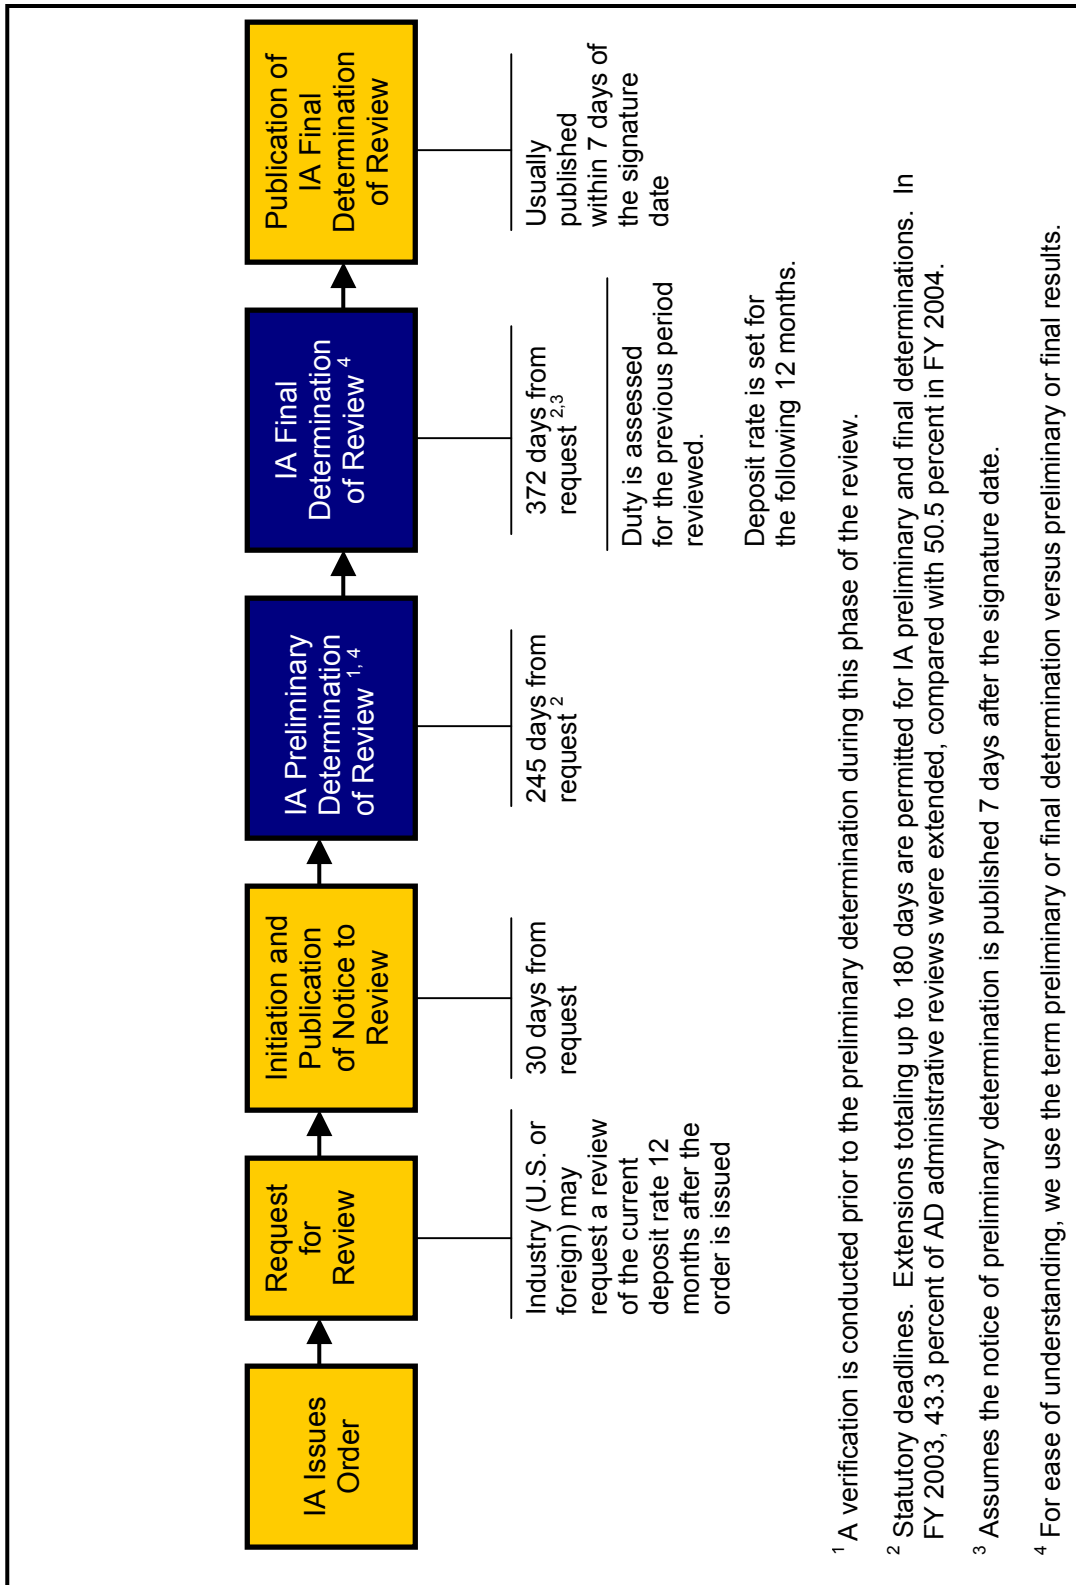 IA Issues
Order
Request
for
Review
Initiation and
Publication
of Notice to
Review
IA Preliminary
Determination
of Review 1, 4
IA Final
Determination
of Review 4
Publication of
IA Final
Determination
of Review
Industry (U.S. or
foreign) may
request a review
of the current
deposit rate 12
months after the
order is issued
30 days from
request
245 days from
request 2
372 days from
request 2,3
Duty is assessed
for the previous period
reviewed.
Deposit rate is set for
the following 12 months.
Usually
published
within 7 days of
the signature
date
1 A verification is conducted prior to the preliminary determination during this phase of the review.
2 Statutory deadlines.  Extensions totaling up to 180 days are permitted for IA preliminary and final determinations.  In
FY 2003, 43.3 percent of AD administrative reviews were extended, compared with 50.5 percent in FY 2004.
3 Assumes the notice of preliminary determination is published 7 days after the signature date.
4 For ease of understanding, we use the term preliminary or final determination versus preliminary or final results.